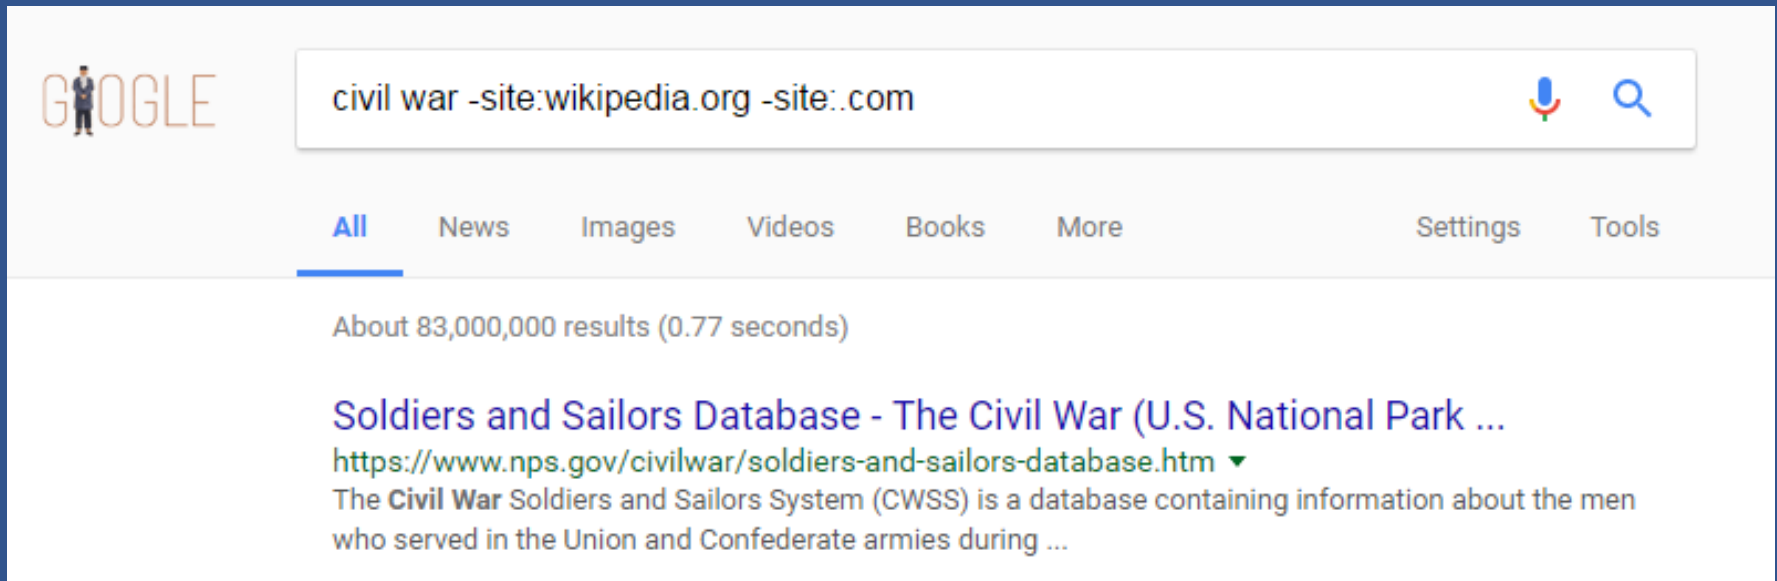 GOOGLE
civil war -site:wikipedia.org -site:.com
All News Images Videos Books More Settings Tools
About 83,000,000 results (0.77 seconds)
Soldiers and Sailors Database - The Civil War (U.S. National Park ...
https://www.nps.gov/civilwar/soldiers-and-sailors-database.htm
The Civil War Soldiers and Sailors System (CWSS) is a database containing information about the men
who served in the Union and Confederate armies during ...